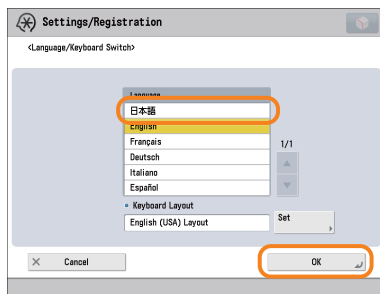 Settings/Registration
<Language/Keyboard Switch>
Language
日本語
English
Français
1/1
Deutsch
Italiano
Español
Keyboard Layout
English (USA) Layout
Set
Cancel
OK